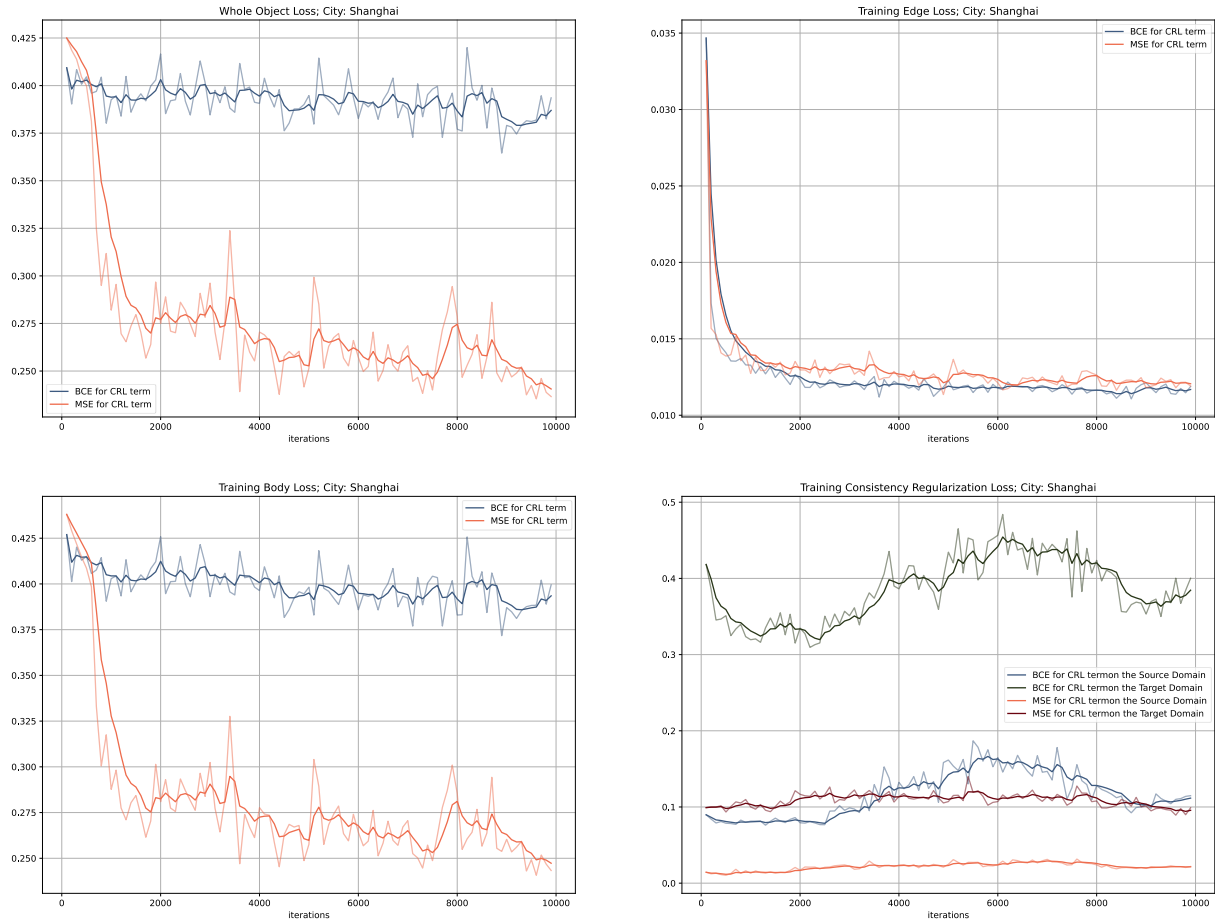 Whole Object Loss; City: Shanghai
0.425
0.400
0.375
0.350
0.325
0.300
0.275
0.250
BCE for CRL term
MSE for CRL term
0
2000
4000
6000
8000
10000
iterations
Training Edge Loss; City: Shanghai
0.035
0.030
0.025
0.020
0.015
0.010
BCE for CRL term
MSE for CRL term
0
2000
4000
6000
8000
10000
iterations
Training Body Loss; City: Shanghai
0.425
0.400
0.375
0.350
0.325
0.300
0.275
0.250
BCE for CRL term
MSE for CRL term
0
2000
4000
6000
8000
10000
iterations
Training Consistency Regularization Loss; City: Shanghai
0.5
0.4
0.3
0.2
0.1
0.0
BCE for CRL termon the Source Domain
BCE for CRL termon the Target Domain
MSE for CRL termon the Source Domain
MSE for CRL termon the Target Domain
0
2000
4000
6000
8000
10000
iterations